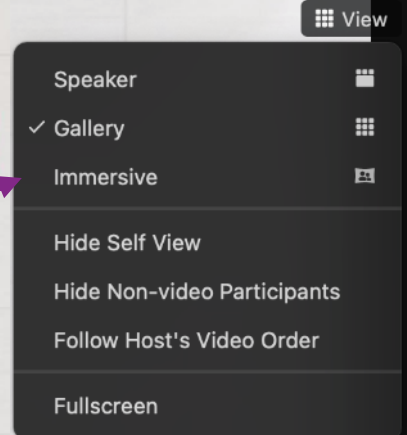 View
Speaker
Gallery
Immersive
Hide Self View
Hide Non-video Participants
Follow Host's Video Order
Fullscreen